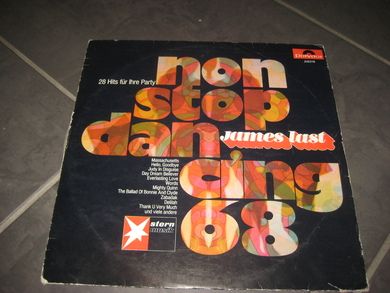 Polydor
28 Hits für Ihre Party
non
stop
dan
james last
cing
68
Massachusetts
Hello, Goodbye
Judy In Disguise
Day Dream Believer
Everlasting Love
Words
Mighty Quinn
The Ballad Of Bonnie And Clyde
Zabadak
Delilah
Thank U Very Much
und viele andere
stern
musik